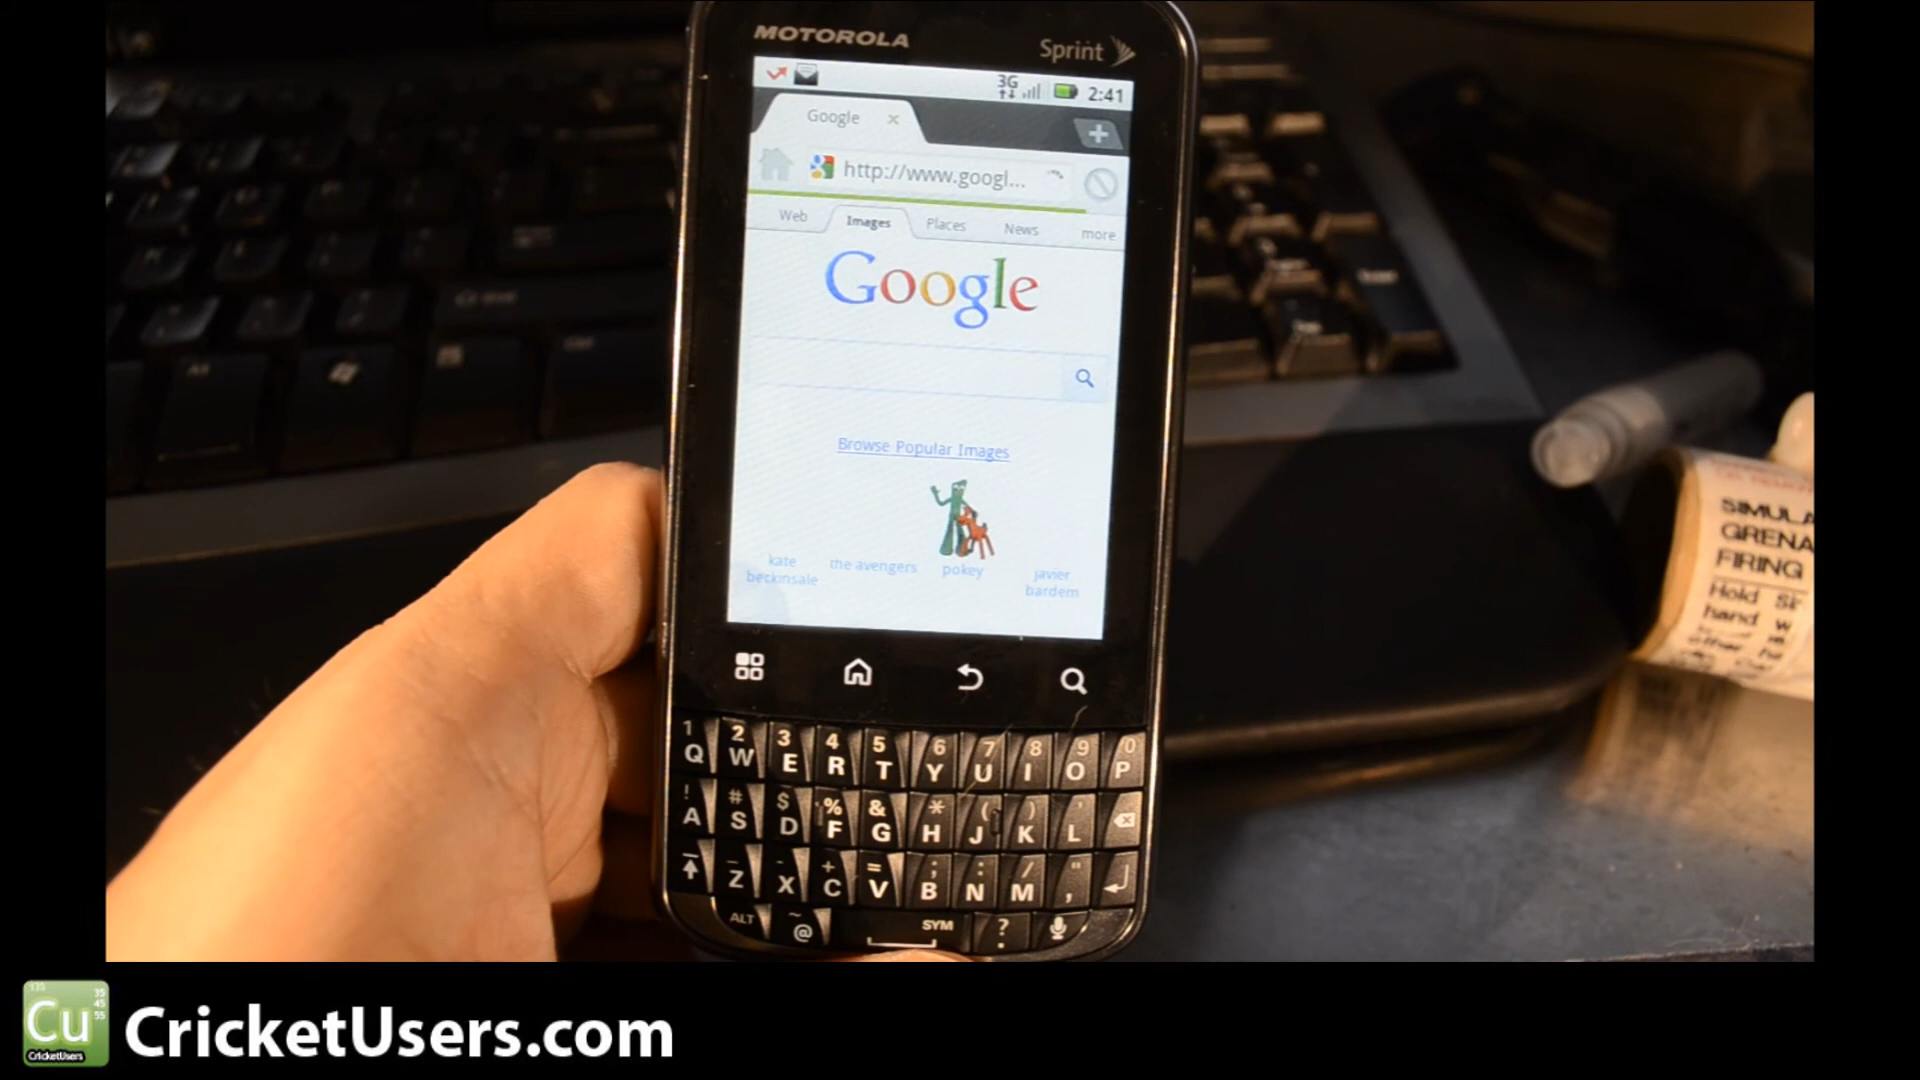 MOTOROLA
Sprint
3G 2:41
Google
http://www.googl...
Web Images Places News more
Google
Browse Popular Images
kate beckinsale
the avengers
pokey
javier bardem
1 2 3 4 5 6 7 8 9 0
Q W E R T Y U I O P
! # $ % & * ( ) '
A S D F G H J K L
_ - + = ; : / "
Z X C V B N M ,
ALT ~ @ SYM ? .
SIMULA
GRENA
FIRING
Hold Si
hand w
Cu
CricketUsers
CricketUsers.com